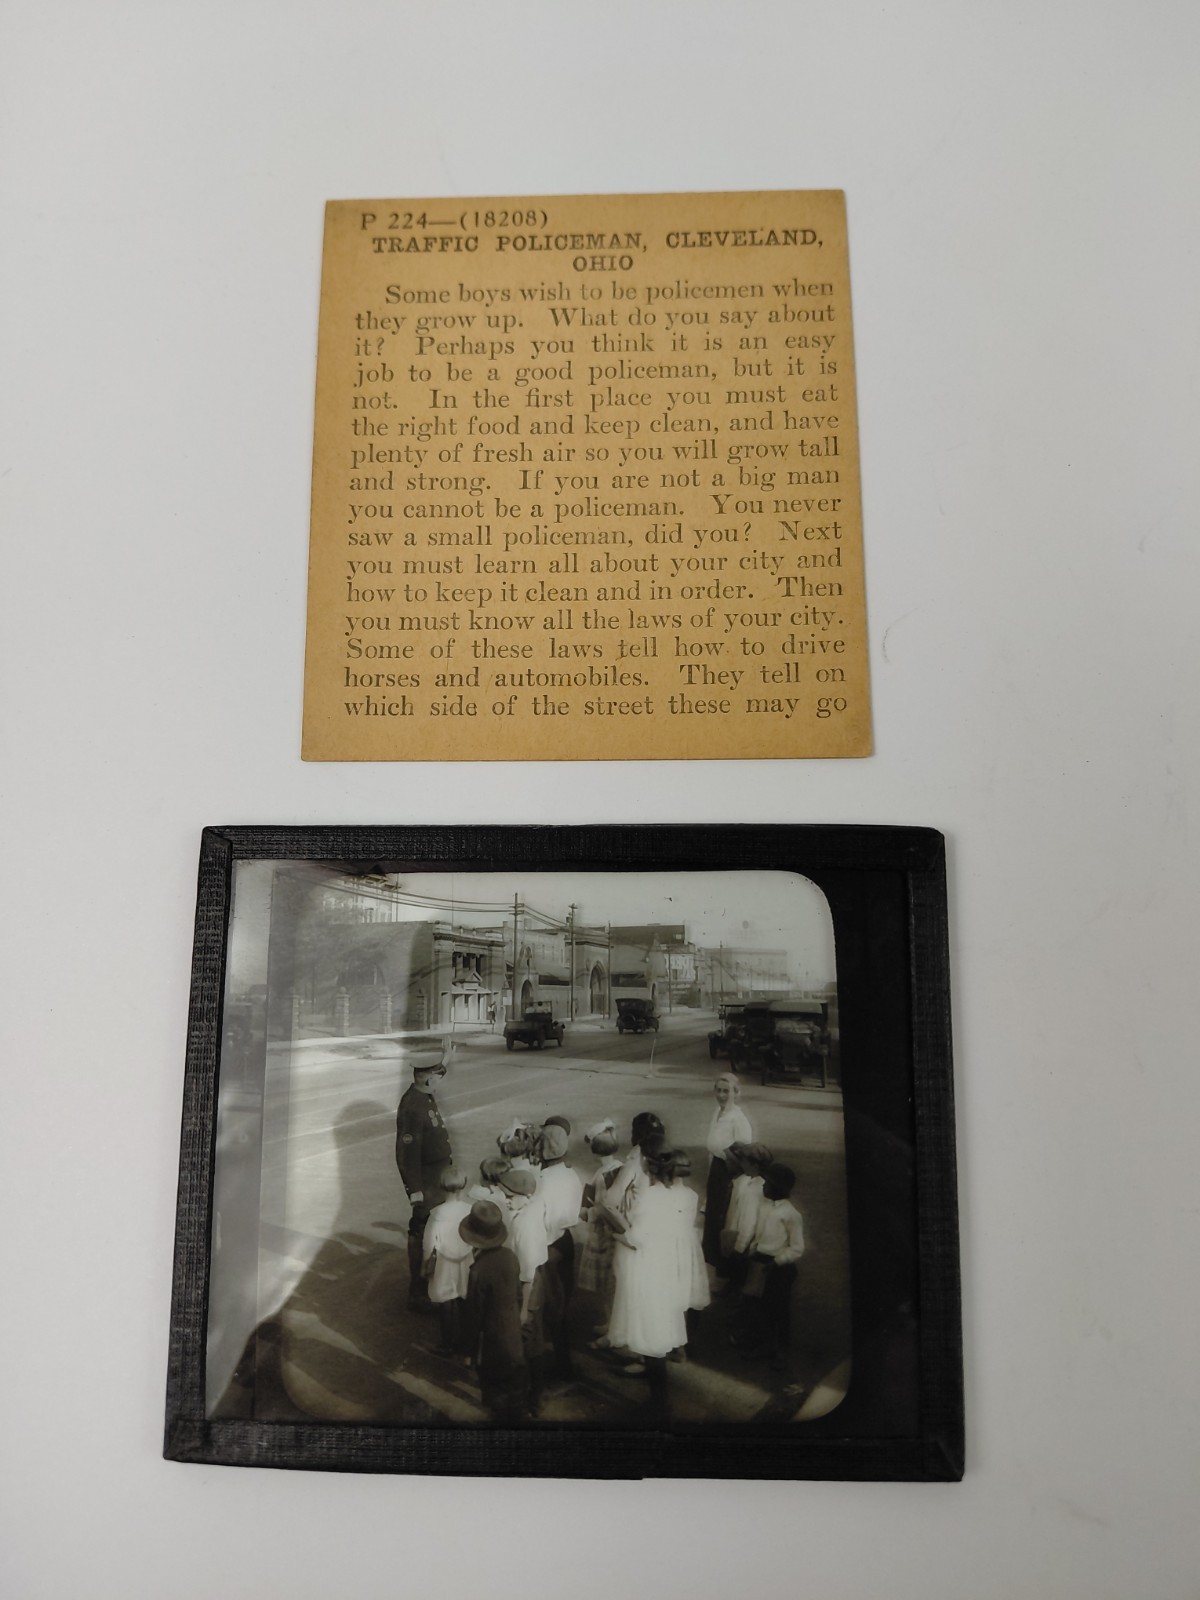 P 224—(18208)
TRAFFIC POLICEMAN, CLEVELAND,
OHIO
Some boys wish to be policemen when
they grow up. What do you say about
it? Perhaps you think it is an easy
job to be a good policeman, but it is
not. In the first place you must eat
the right food and keep clean, and have
plenty of fresh air so you will grow tall
and strong. If you are not a big man
you cannot be a policeman. You never
saw a small policeman, did you? Next
you must learn all about your city and
how to keep it clean and in order. Then
you must know all the laws of your city.
Some of these laws tell how to drive
horses and automobiles. They tell on
which side of the street these may go